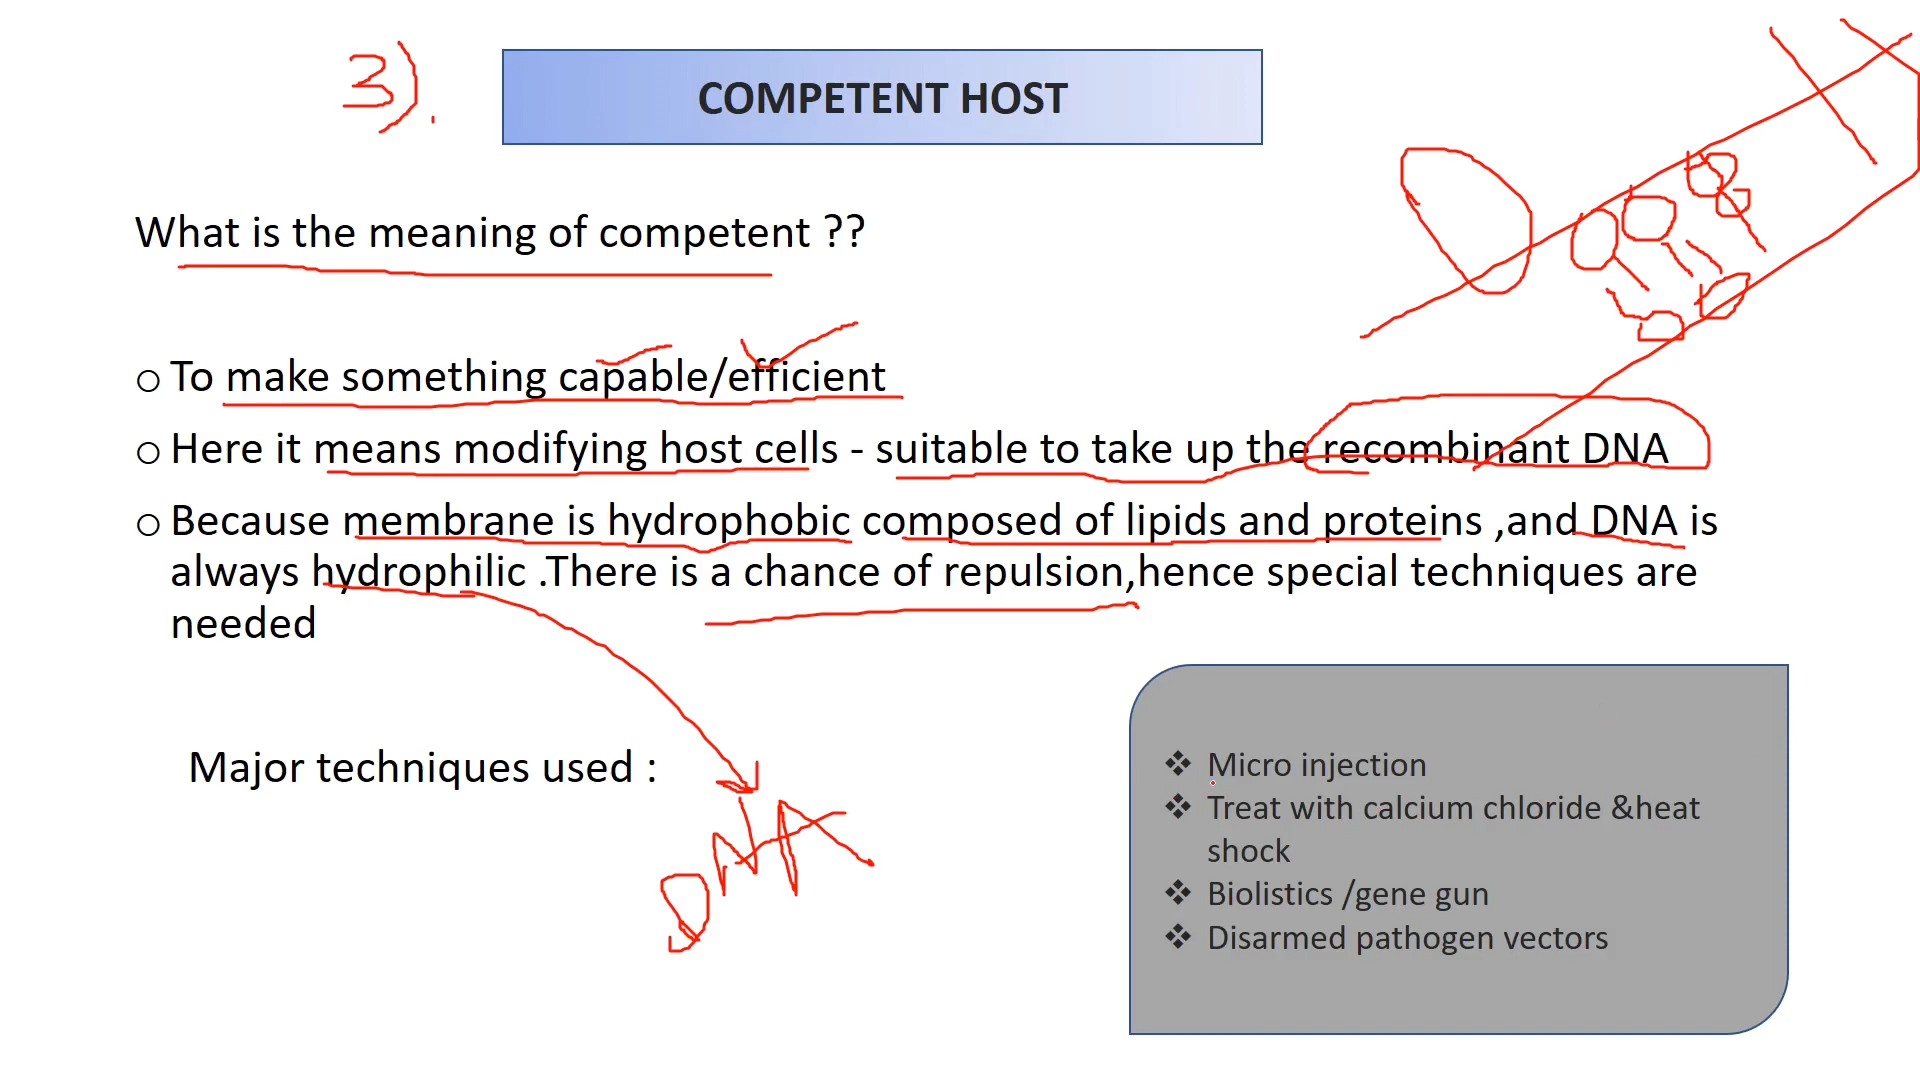 3).
COMPETENT HOST
What is the meaning of competent ??
To make something capable/efficient
Here it means modifying host cells - suitable to take up the recombinant DNA
Because membrane is hydrophobic composed of lipids and proteins ,and DNA is
always hydrophilic .There is a chance of repulsion,hence special techniques are
needed
Major techniques used :
DNA
Micro injection
Treat with calcium chloride &heat
shock
Biolistics /gene gun
Disarmed pathogen vectors